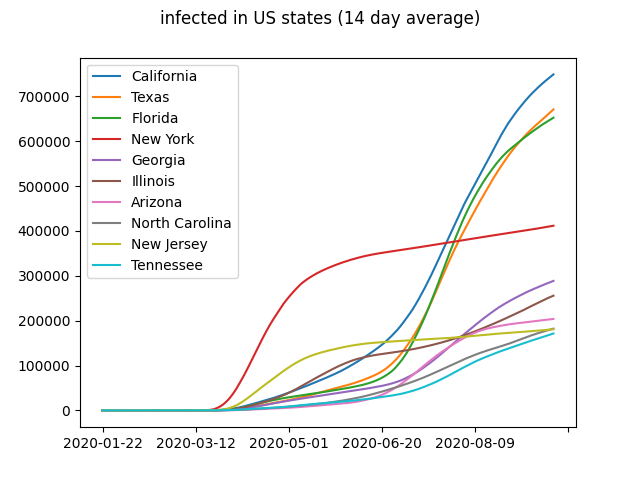 infected in US states (14 day average)
700000
600000
500000
400000
300000
200000
100000
0
California
Texas
Florida
New York
Georgia
Illinois
Arizona
North Carolina
New Jersey
Tennessee
2020-01-22 2020-03-12 2020-05-01 2020-06-20 2020-08-09